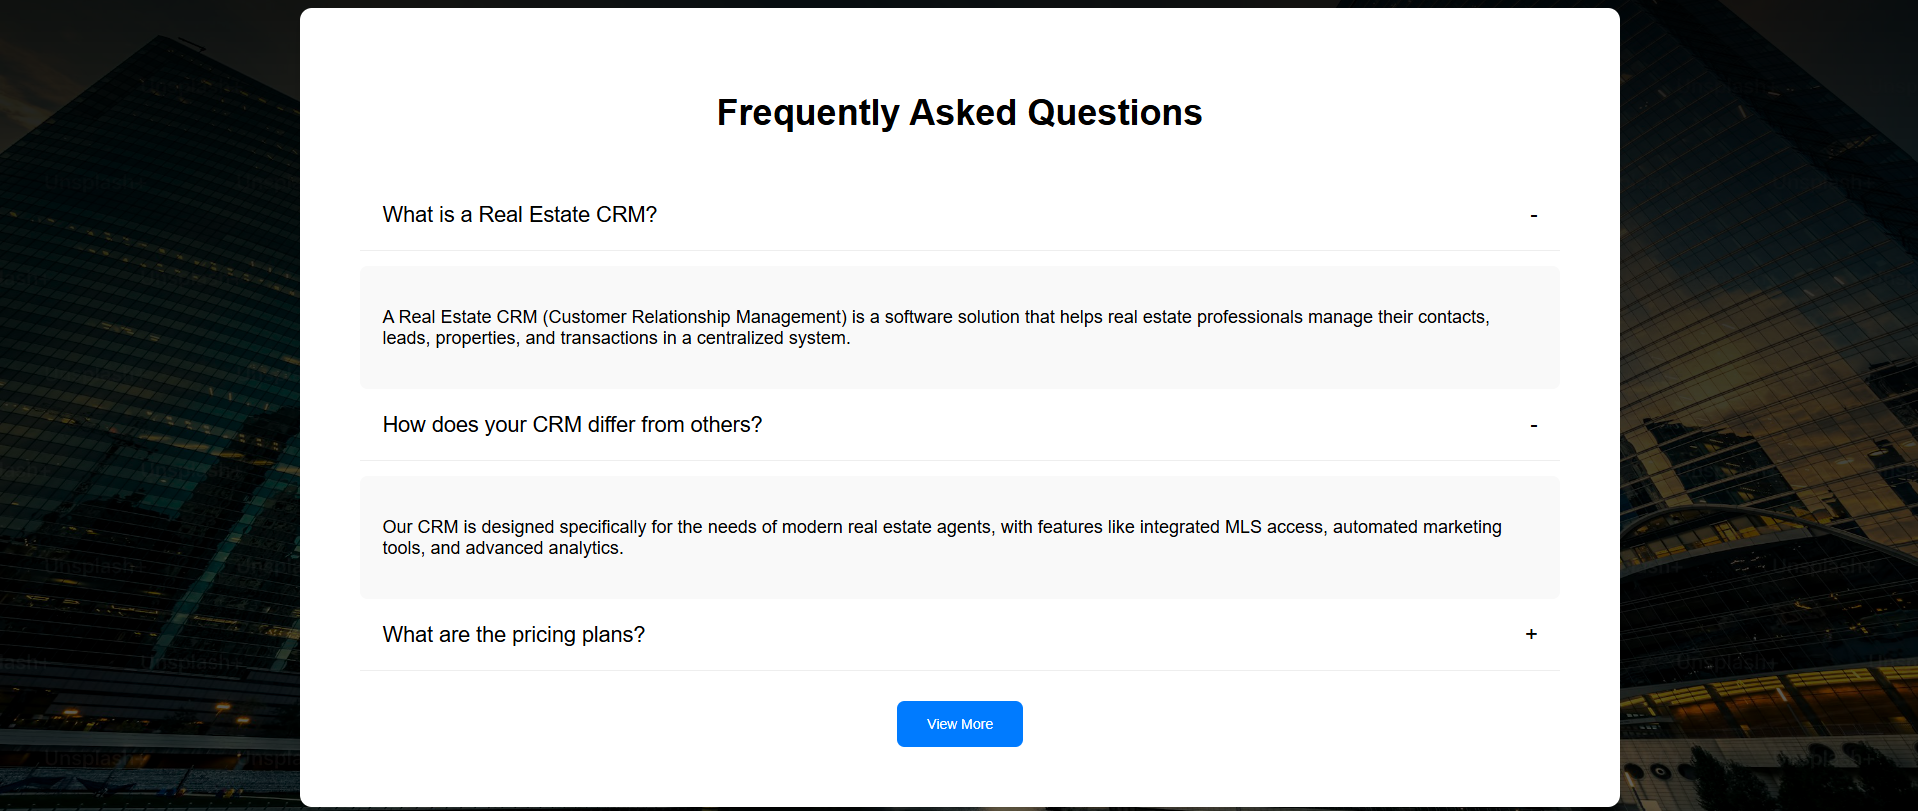 Frequently Asked Questions
What is a Real Estate CRM?
-
A Real Estate CRM (Customer Relationship Management) is a software solution that helps real estate professionals manage their contacts,
leads, properties, and transactions in a centralized system.
How does your CRM differ from others?
-
Our CRM is designed specifically for the needs of modern real estate agents, with features like integrated MLS access, automated marketing
tools, and advanced analytics.
What are the pricing plans?
+
View More